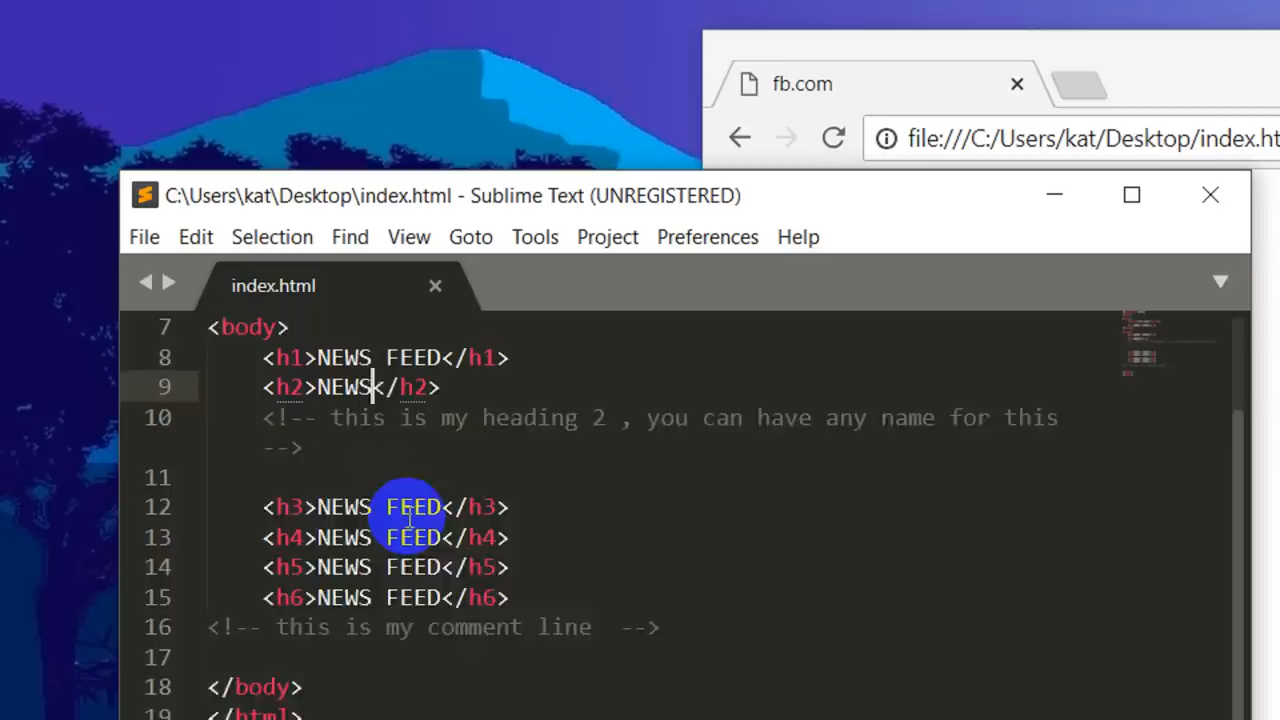 fb.com
file:///C:/Users/kat/Desktop/index.ht
C:\Users\kat\Desktop\index.html - Sublime Text (UNREGISTERED)
File Edit Selection Find View Goto Tools Project Preferences Help
index.html
7 <body>
8 <h1>NEWS FEED</h1>
9 <h2>NEWS</h2>
10 <!-- this is my heading 2 , you can have any name for this
-->
11
12 <h3>NEWS FEED</h3>
13 <h4>NEWS FEED</h4>
14 <h5>NEWS FEED</h5>
15 <h6>NEWS FEED</h6>
16 <!-- this is my comment line -->
17
18 </body>
19 </html>